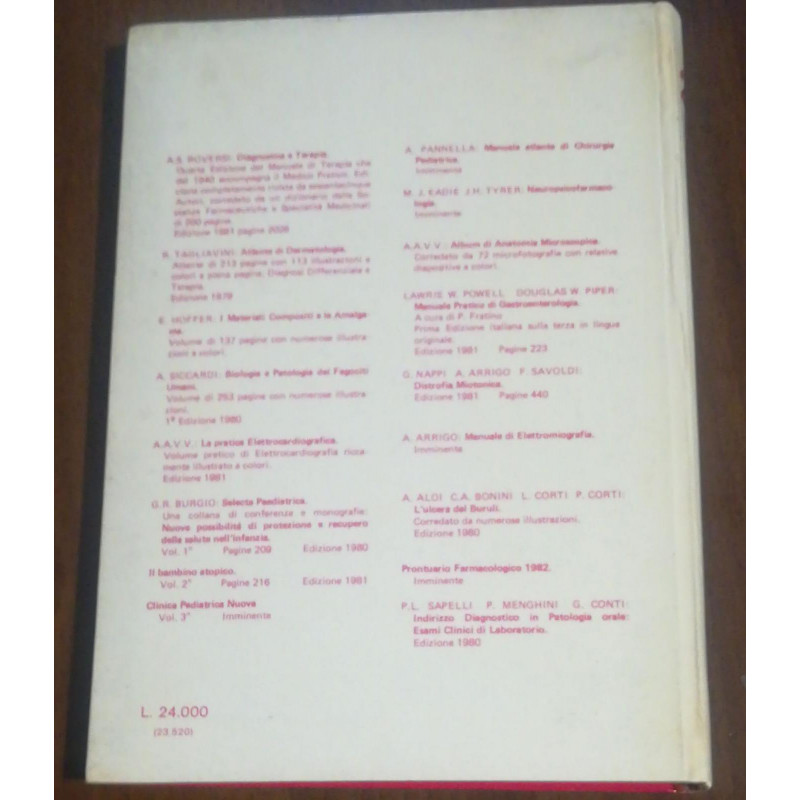 A.S. ROVERSI: Diagnostica e Terapia.
Quarta Edizione del Manuale di Terapia che
dal 1940 accompagna il Medico Pratico. Edi-
zione completamente rivista da sessantacinque
Autori, corredato da un dizionario delle So-
stanze Farmaceutiche e Specialità Medicinali
di 200 pagine.
Edizione 1981 pagine 2026
R. TAGLIAVINI: Atlante di Dermatologia.
Atlante di 213 pagine con 113 illustrazioni a
colori a piena pagina. Diagnosi Differenziale e
Terapia.
Edizione 1978
E. HOFFER: I Materiali Compositi e le Amalga-
me.
Volume di 137 pagine con numerose illustra-
zioni a colori.
A. SICCARDI: Biologia e Patologia dei Fagociti
Umani.
Volume di 253 pagine con numerose illustra-
zioni.
1ª Edizione 1980
A.A.V.V.: La pratica Elettrocardiografica.
Volume pratico di Elettrocardiografia ricca-
mente illustrato a colori.
Edizione 1981
G.R. BURGIO: Selecta Paediatrica.
Una collana di conferenze e monografie:
Nuove possibilità di protezione e recupero
della salute nell'infanzia.
Vol. 1° Pagine 209 Edizione 1980
Il bambino atopico.
Vol. 2° Pagine 216 Edizione 1981
Clinica Pediatrica Nuova
Vol. 3° Imminente
L. 24.000
(23.520)
A. PANNELLA: Manuale atlante di Chirurgia
Pediatrica.
Imminente
M.J. EADIE J.H. TYRER: Neuropsicofarmaco-
logia.
Imminente
A.A.V.V.: Album di Anatomia Microscopica.
Corredato da 72 microfotografie con relative
diapositive a colori.
LAWRIS W. POWELL DOUGLAS W. PIPER:
Manuale Pratico di Gastroenterologia.
A cura di P. Fratino
Prima Edizione Italiana sulla terza in lingua
originale.
Edizione 1981 Pagine 223
G. NAPPI A. ARRIGO F. SAVOLDI:
Distrofia Miotonica.
Edizione 1981 Pagine 440
A. ARRIGO: Manuale di Elettromiografia.
Imminente
A. ALOI C.A. BONINI L. CORTI P. CORTI:
L'ulcera del Buruli.
Corredato da numerose illustrazioni.
Edizione 1980
Prontuario Farmacologico 1982.
Imminente
P.L. SAPELLI P. MENGHINI G. CONTI:
Indirizzo Diagnostico in Patologia orale:
Esami Clinici di Laboratorio.
Edizione 1980